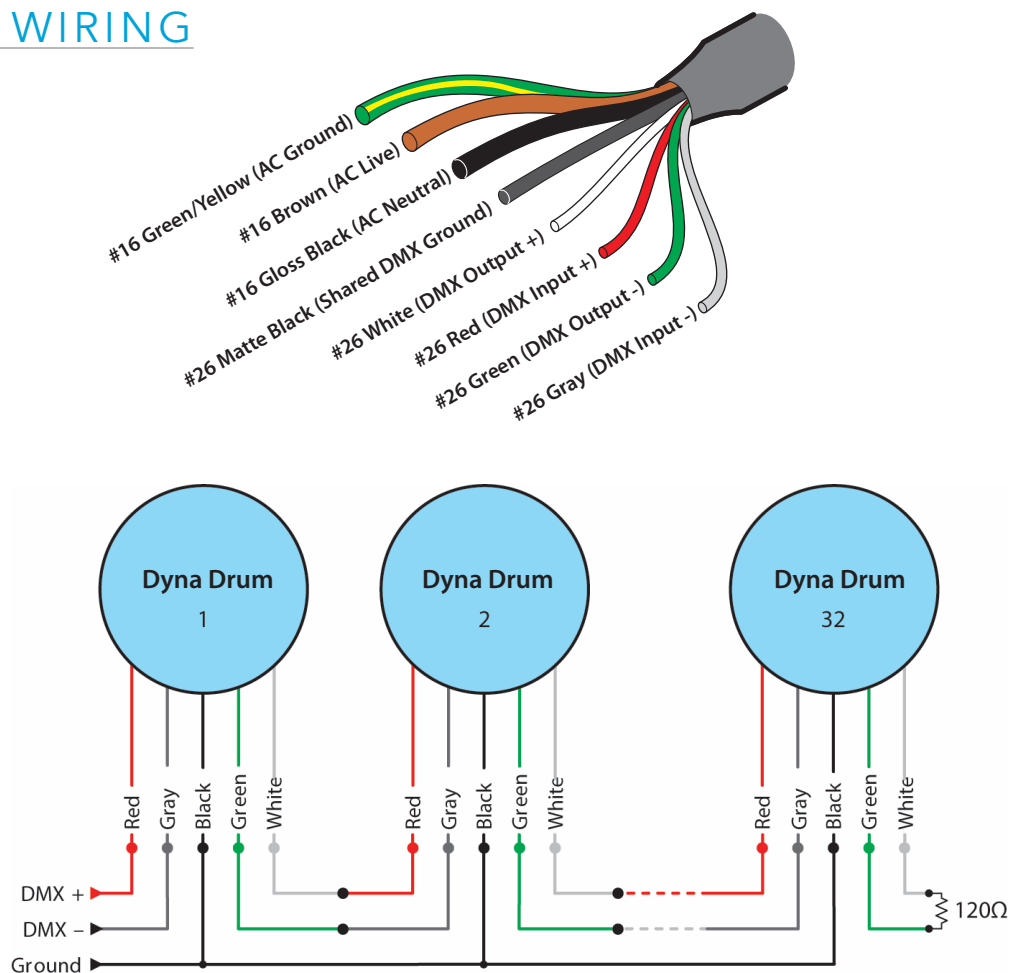 WIRING
#16 Green/Yellow (AC Ground)
#16 Brown (AC Live)
#16 Gloss Black (AC Neutral)
#26 Matte Black (Shared DMX Ground)
#26 White (DMX Output +)
#26 Red (DMX Input +)
#26 Green (DMX Output -)
#26 Gray (DMX Input -)
Dyna Drum
1
Dyna Drum
2
Dyna Drum
32
Red
Gray
Black
Green
White
Red
Gray
Black
Green
White
Red
Gray
Black
Green
White
DMX +
DMX –
Ground
120Ω